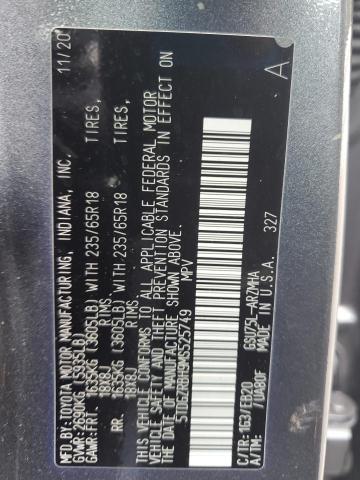 MFD.BY: TOYOTA MOTOR MANUFACTURING, INDIANA, INC. 11/20
GVWR: 2690KG (5935LB)
GAWR:FRT. 1635KG (3605LB) WITH 235/65R18 TIRES,
18X8J RIMS.
RR. 1635KG (3605LB) WITH 235/65R18 TIRES,
18X8J RIMS.
THIS VEHICLE CONFORMS TO ALL APPLICABLE FEDERAL MOTOR
VEHICLE SAFETY AND THEFT PREVENTION STANDARDS IN EFFECT ON
THE DATE OF MANUFACTURE SHOWN ABOVE.
MPV
A
C/TR: 1G3/EB20 GSU75L-ARZMHA
A/TM: /UA80F MADE IN U.S.A. 327